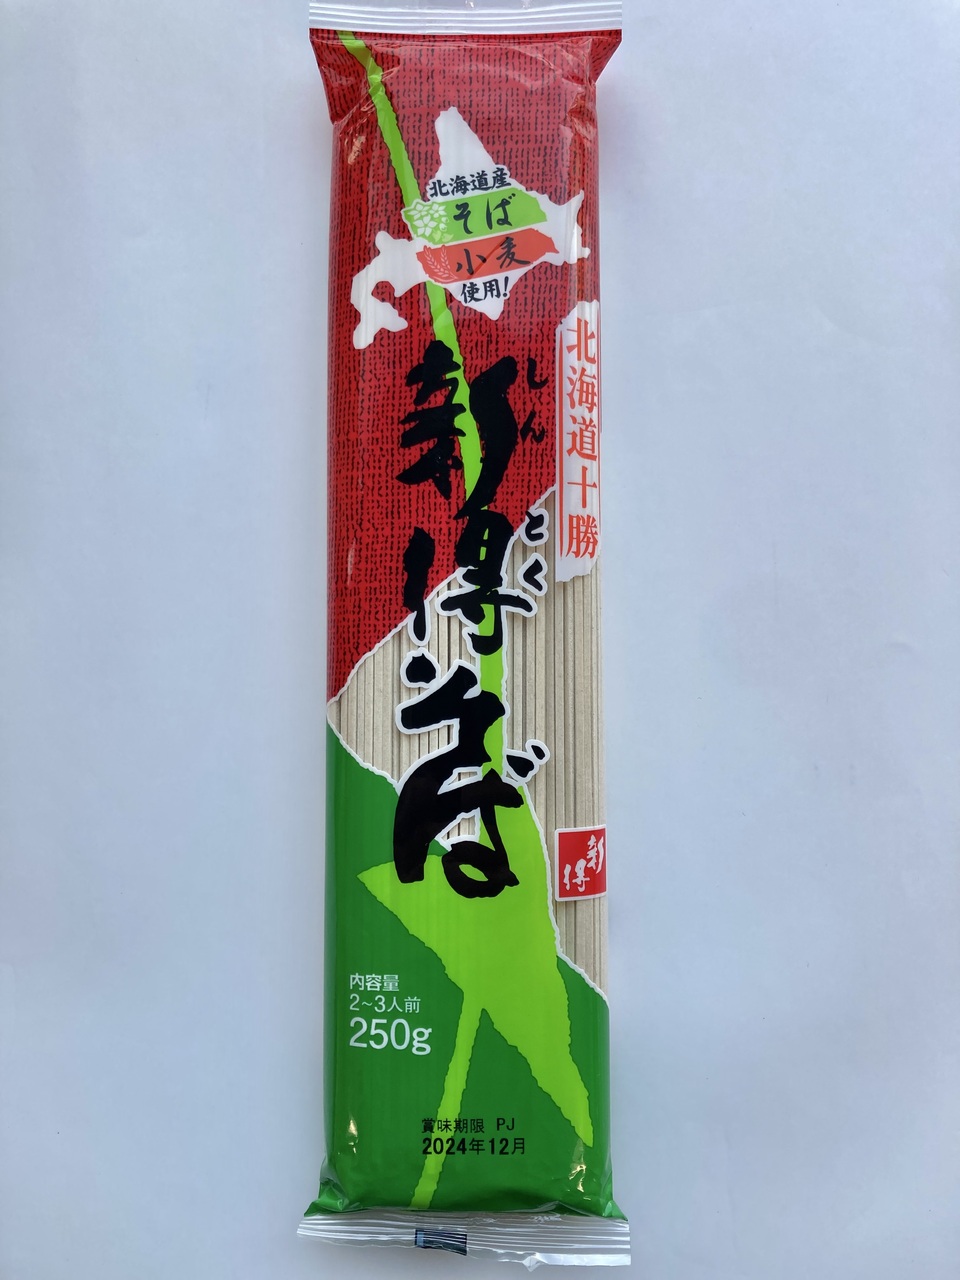 北海道産
そば
小麦
使用!
北海道十勝
新得そば
しんとく
新得
内容量
2~3人前
250g
賞味期限 PJ
2024年12月